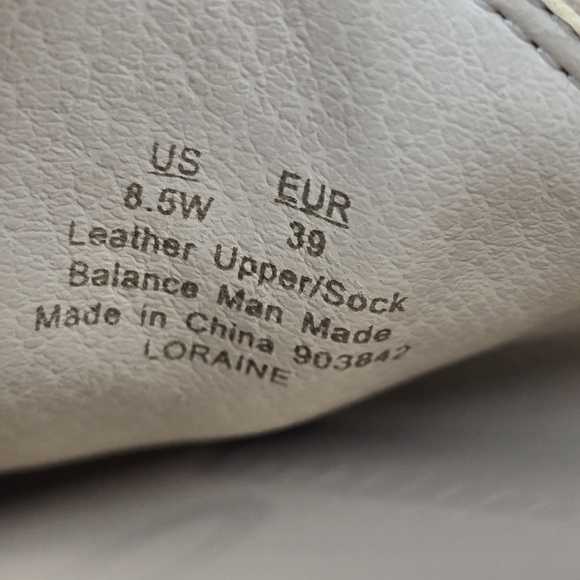 US EUR
8.5W 39
Leather Upper/Sock
Balance Man Made
Made in China 903842
LORAINE